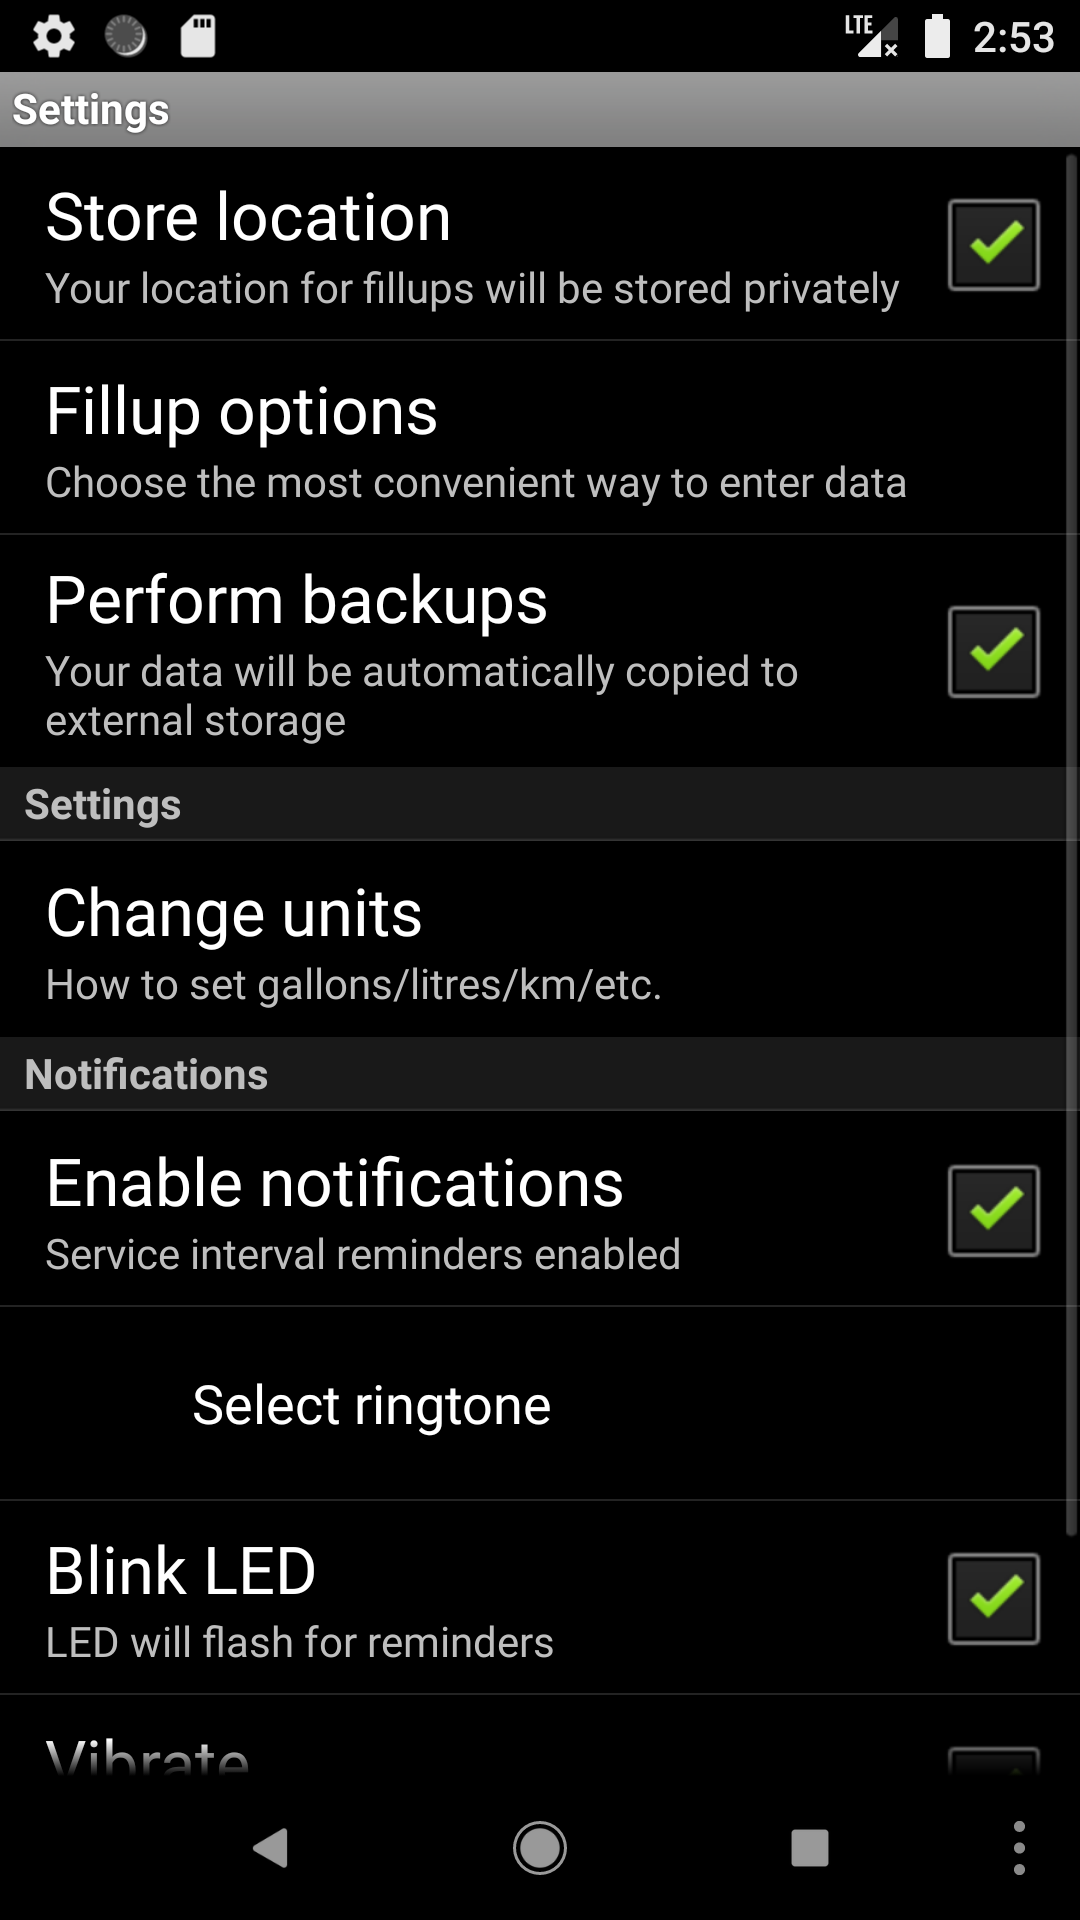 LTE 2:53
Settings
Store location
Your location for fillups will be stored privately
Fillup options
Choose the most convenient way to enter data
Perform backups
Your data will be automatically copied to
external storage
Settings
Change units
How to set gallons/litres/km/etc.
Notifications
Enable notifications
Service interval reminders enabled
Select ringtone
Blink LED
LED will flash for reminders
Vibrate